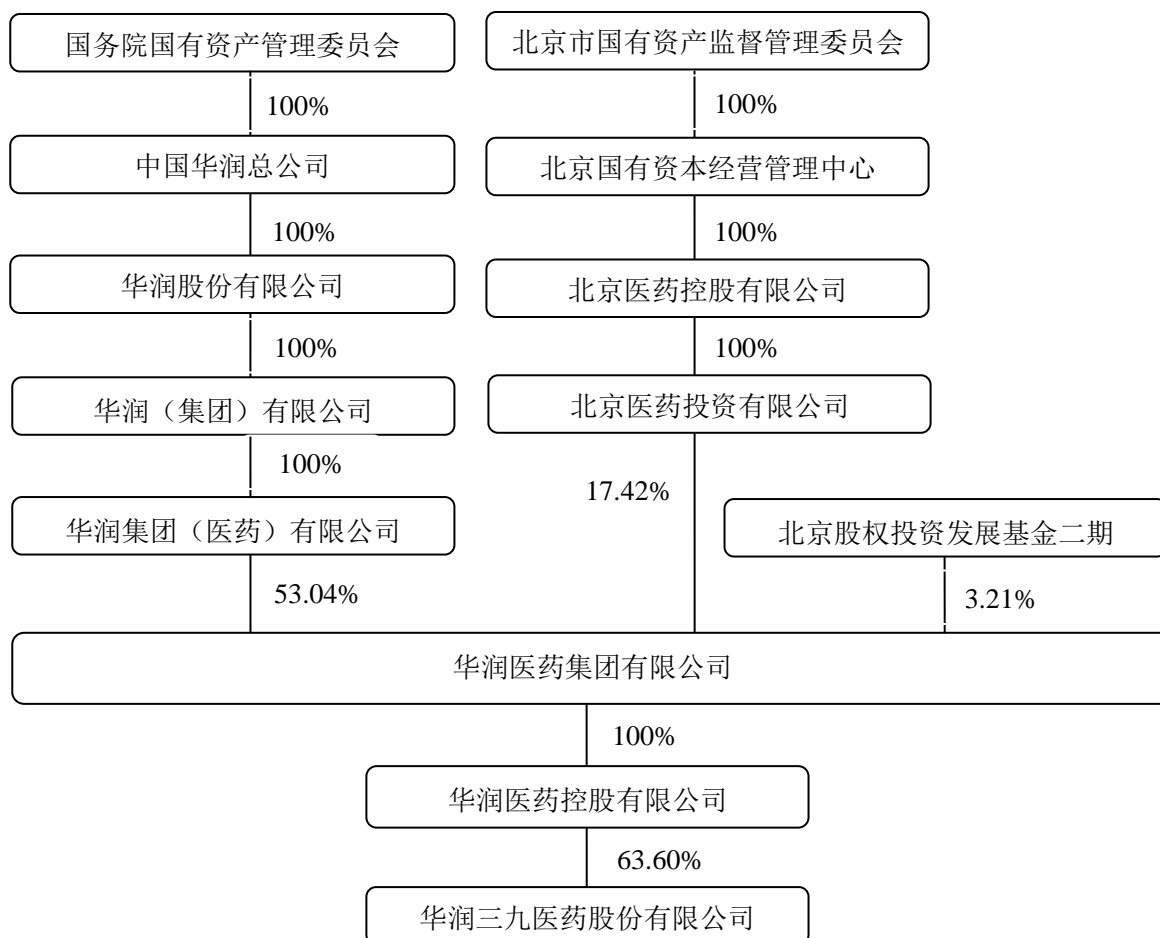 国务院国有资产管理委员会
北京市国有资产监督管理委员会
100%
100%
中国华润总公司
北京国有资本经营管理中心
100%
100%
华润股份有限公司
北京医药控股有限公司
100%
100%
华润（集团）有限公司
北京医药投资有限公司
100%
17.42%
华润集团（医药）有限公司
北京股权投资发展基金二期
53.04%
3.21%
华润医药集团有限公司
100%
华润医药控股有限公司
63.60%
华润三九医药股份有限公司